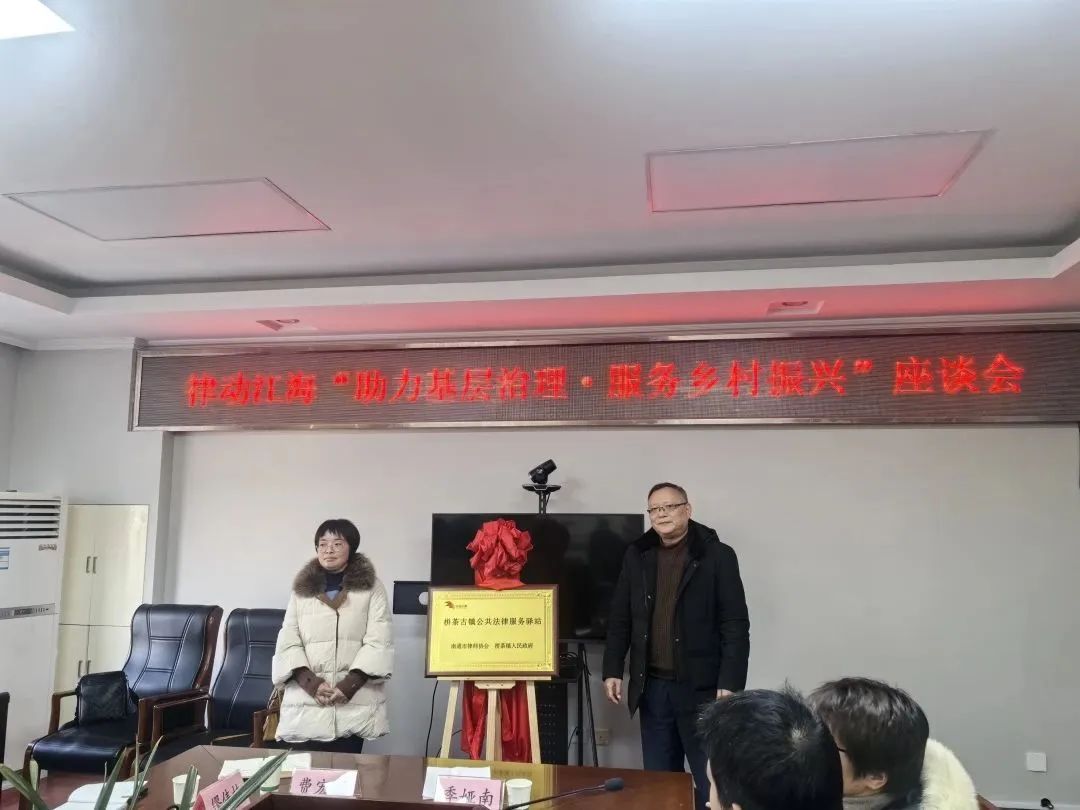 律动江海“助力基层治理·服务乡村振兴”座谈会
栟茶古镇公共法律服务驿站
南通市律师协会 栟茶镇人民政府
费宏
季娅南